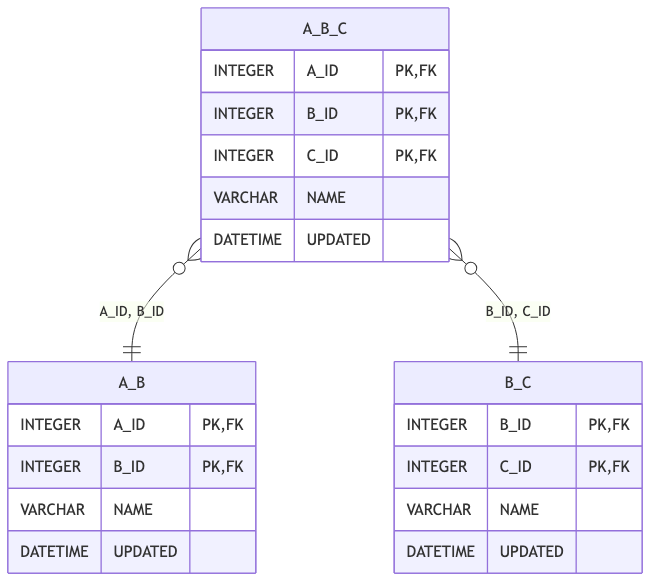 A_B_C
INTEGER A_ID PK,FK
INTEGER B_ID PK,FK
INTEGER C_ID PK,FK
VARCHAR NAME
DATETIME UPDATED
A_ID, B_ID
B_ID, C_ID
A_B
INTEGER A_ID PK,FK
INTEGER B_ID PK,FK
VARCHAR NAME
DATETIME UPDATED
B_C
INTEGER B_ID PK,FK
INTEGER C_ID PK,FK
VARCHAR NAME
DATETIME UPDATED